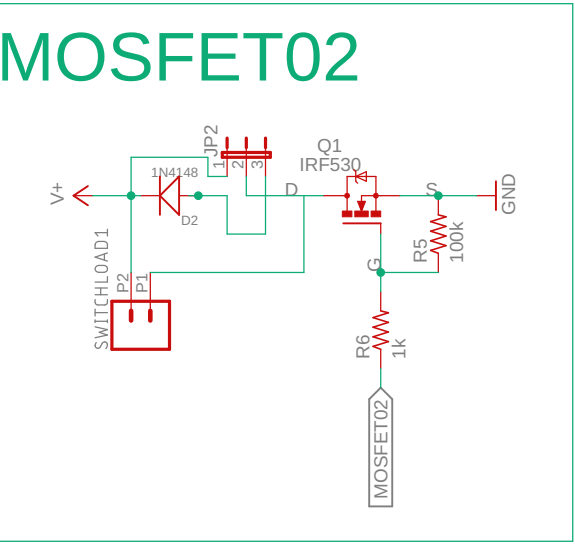 MOSFET02
JP2
1
2
3
Q1
IRF530
1N4148
D2
V+
D
S
GND
R5
100k
G
SWITCHLOAD1
P2
P1
R6
1k
MOSFET02